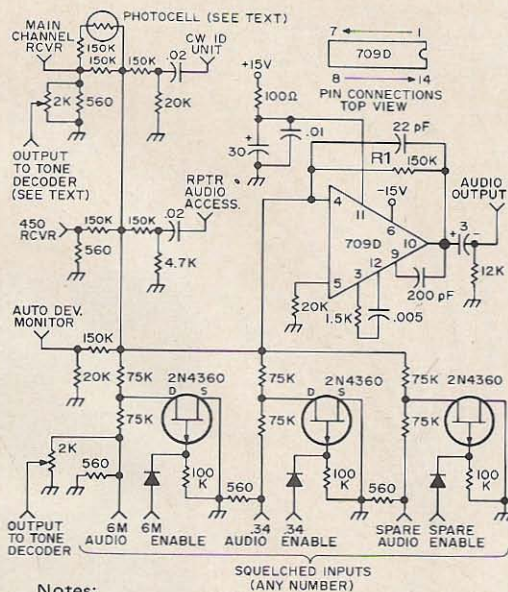 PHOTOCELL (SEE TEXT)
MAIN
CHANNEL
RCVR
150K
150K
150K
.02
CW ID
UNIT
2K
560
20K
OUTPUT
TO TONE
DECODER
(SEE TEXT)
+15V
100Ω
30
+
.01
7
1
709D
8
14
PIN CONNECTIONS
TOP VIEW
22 pF
R1
150K
-15V
AUDIO
OUTPUT
4
11
6
709D
10
+
3
-
5
3
12
9
12K
20K
1.5K
.005
200 pF
450
RCVR
150K
150K
.02
RPTR
AUDIO
ACCESS.
560
4.7K
AUTO DEV.
MONITOR
150K
20K
75K
2N4360
75K
2N4360
75K
2N4360
D
S
D
S
75K
75K
75K
2K
560
100
K
560
100
K
560
100
K
OUTPUT
TO TONE
DECODER
6M
AUDIO
6M
ENABLE
.34
AUDIO
.34
ENABLE
SPARE
AUDIO
SPARE
ENABLE
SQUELCHED INPUTS
(ANY NUMBER)
Notes: